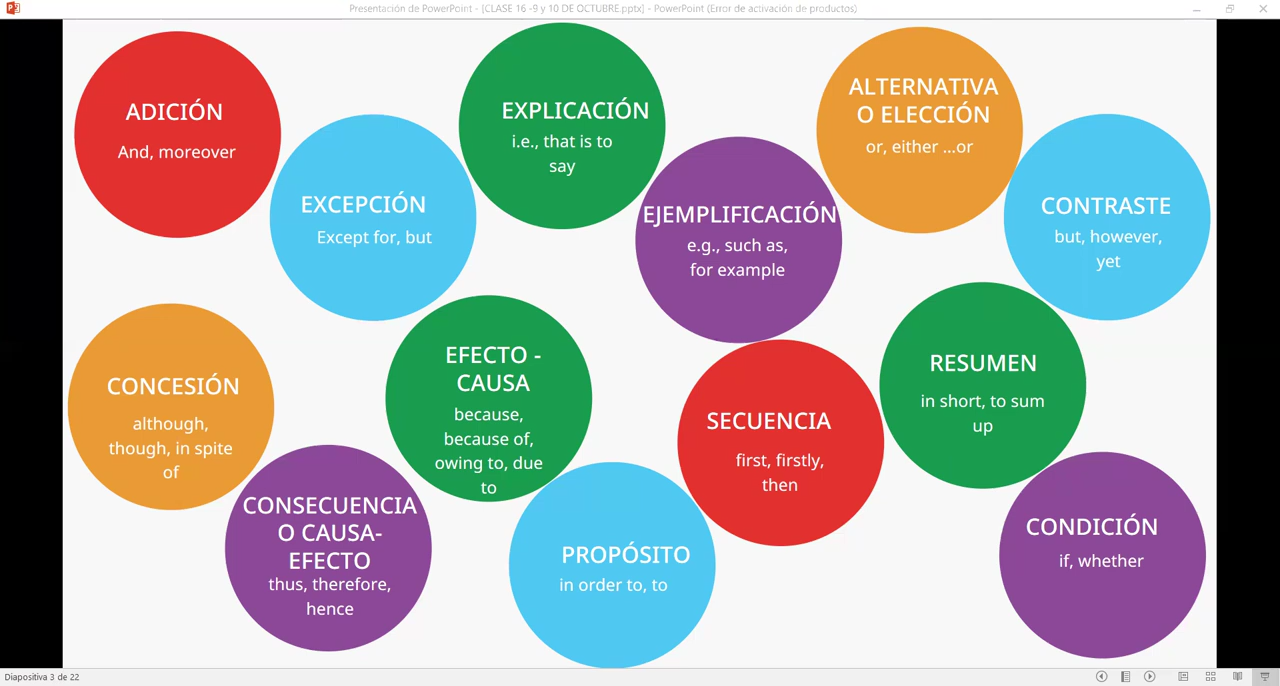 Presentación de PowerPoint - [CLASE 16 -9 y 10 DE OCTUBRE.pptx] - PowerPoint (Error de activación de productos)
ADICIÓN
And, moreover
EXCEPCIÓN
Except for, but
EXPLICACIÓN
i.e., that is to
say
EJEMPLIFICACIÓN
e.g., such as,
for example
ALTERNATIVA
O ELECCIÓN
or, either ...or
CONTRASTE
but, however,
yet
CONCESIÓN
although,
though, in spite
of
CONSECUENCIA
O CAUSA-
EFECTO
thus, therefore,
hence
EFECTO -
CAUSA
because,
because of,
owing to, due
to
PROPÓSITO
in order to, to
SECUENCIA
first, firstly,
then
RESUMEN
in short, to sum
up
CONDICIÓN
if, whether
Diapositiva 3 de 22